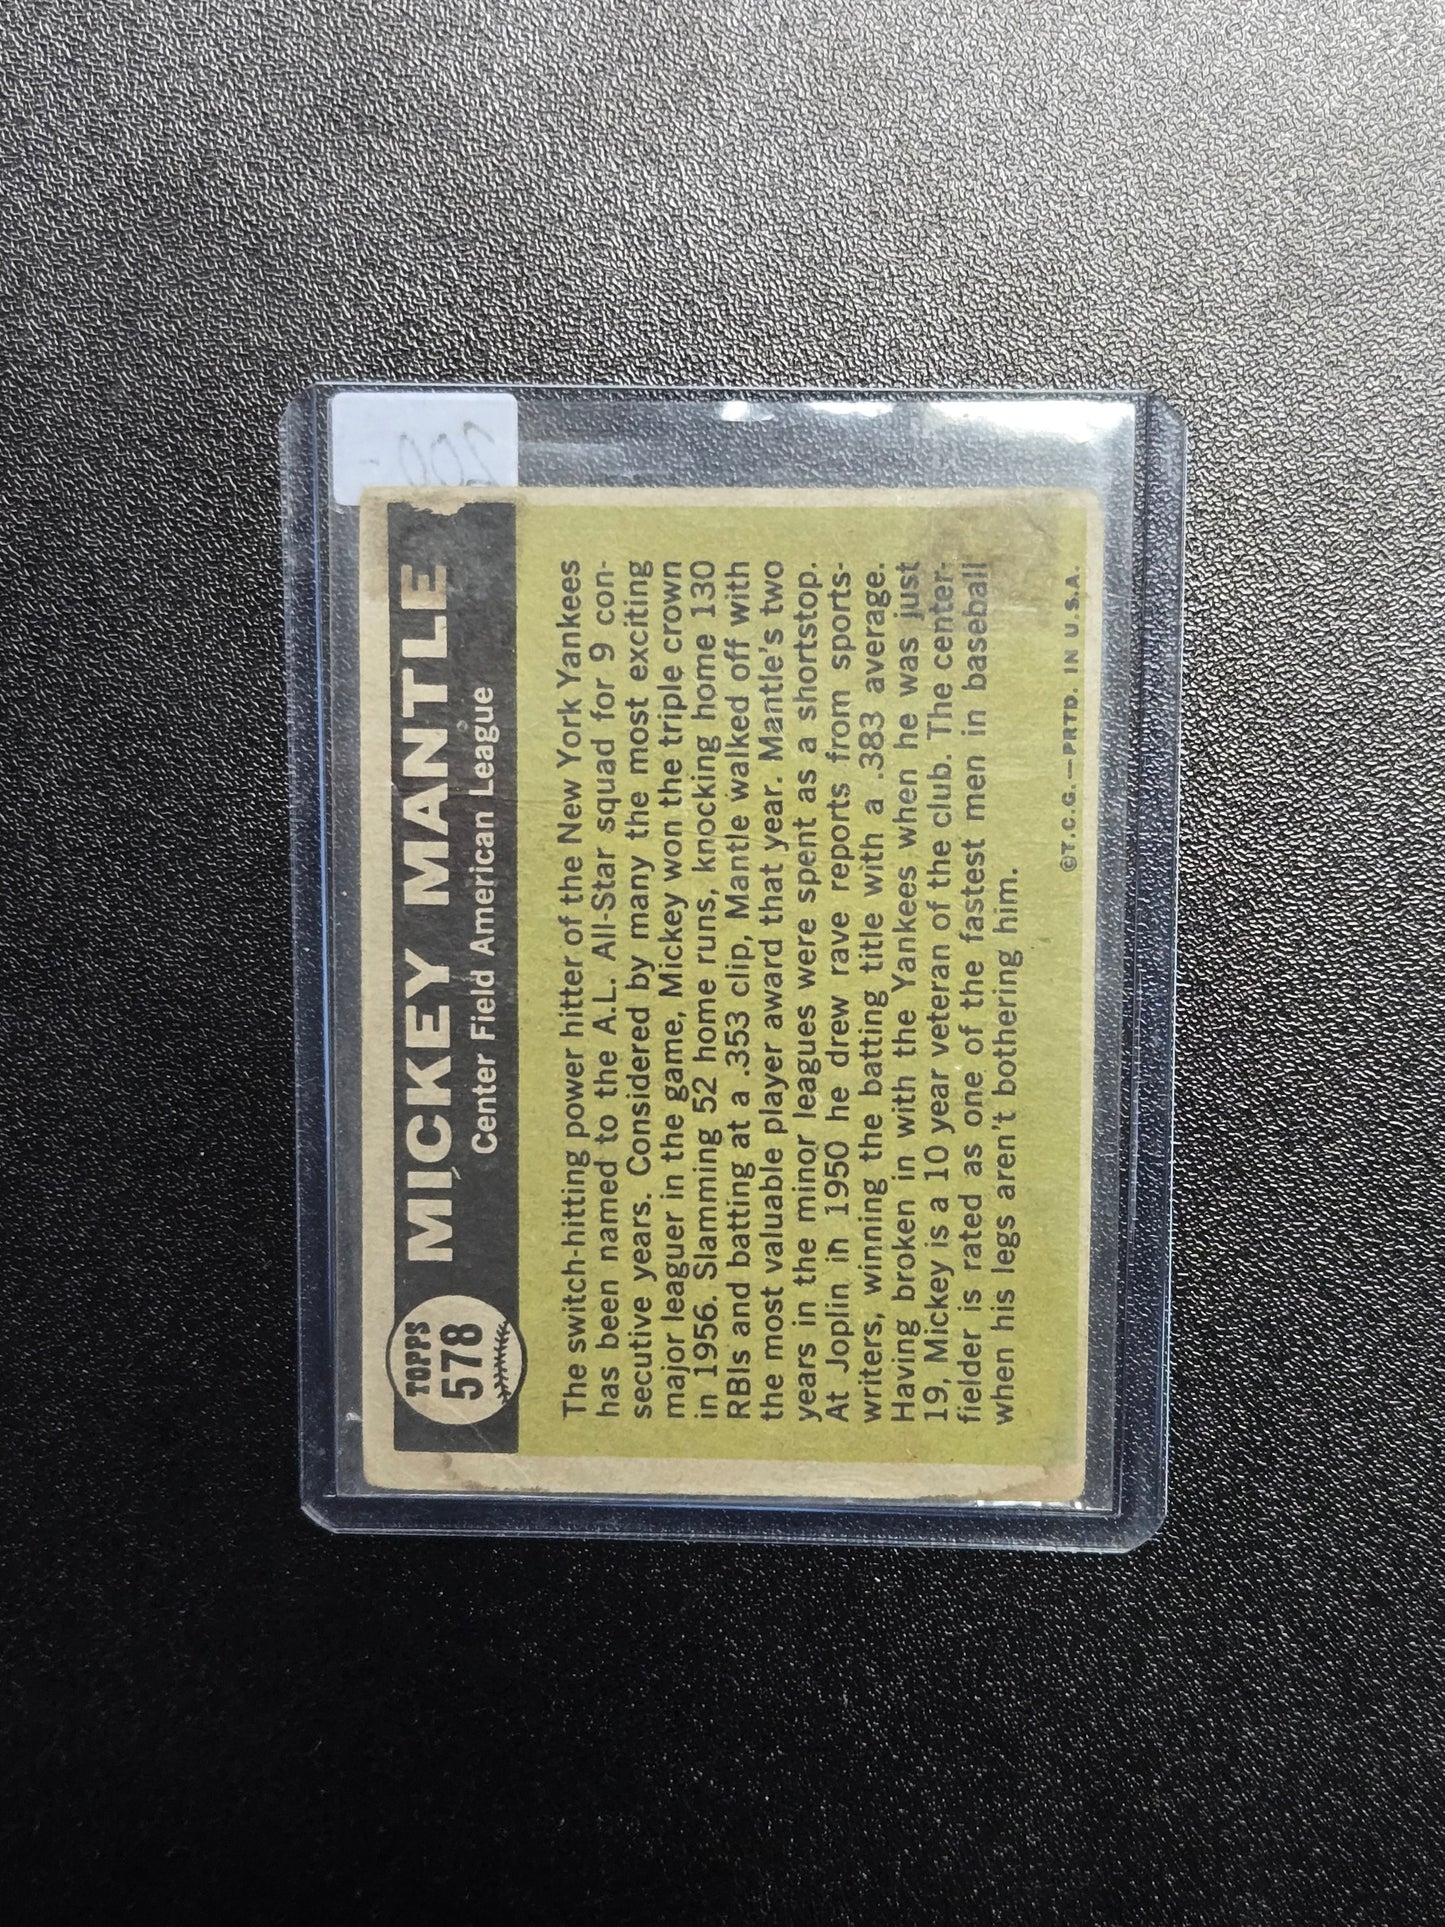 TOPPS
578
MICKEY MANTLE
Center Field American League
The switch-hitting power hitter of the New York Yankees
has been named to the A.L. All-Star squad for 9 con-
secutive years. Considered by many the most exciting
major leaguer in the game, Mickey won the triple crown
in 1956. Slamming 52 home runs, knocking home 130
RBIs and batting at a .353 clip, Mantle walked off with
the most valuable player award that year. Mantle's two
years in the minor leagues were spent as a shortstop.
At Joplin in 1950 he drew rave reports from sports-
writers, winning the batting title with a .383 average.
Having broken in with the Yankees when he was just
19, Mickey is a 10 year veteran of the club. The center-
fielder is rated as one of the fastest men in baseball
when his legs aren't bothering him.
©T.C.G.—PRTD. IN U.S.A.